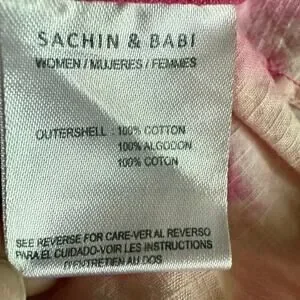 SACHIN & BABI
WOMEN / MUJERES / FEMMES
OUTERSHELL : 100% COTTON
100% ALGODON
100% COTON
SEE REVERSE FOR CARE-VER AL REVERSO
PARA EL CUIDADO-VOIR LES INSTRUCTIONS
D'ENTRETIEN AU DOS